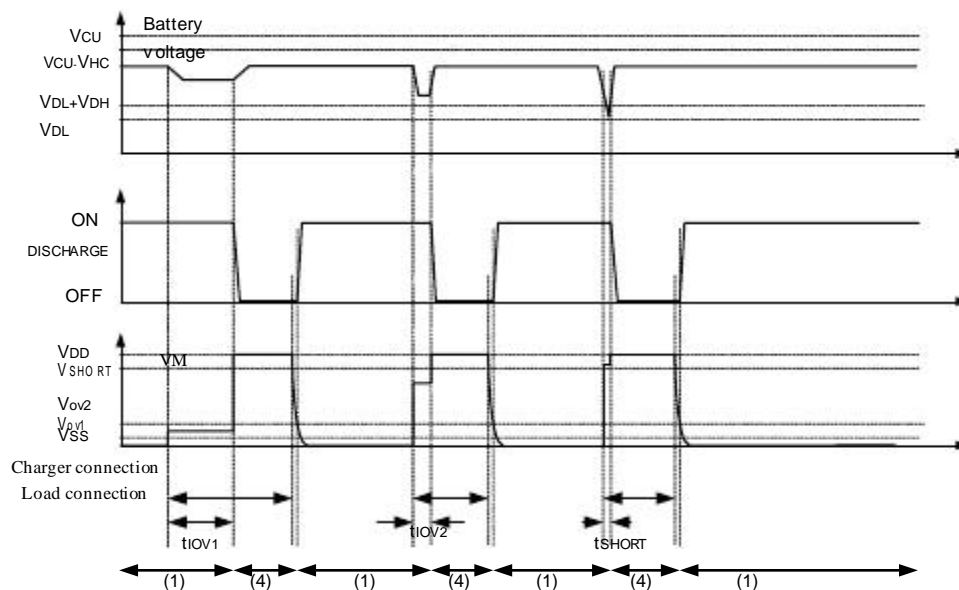 Battery
VCU
voltage
VCU-VHC
VDL+VDH
VDL
ON
DISCHARGE
OFF
VDD
VM
VSHORT
Vov2
Vov1
VSS
Charger connection
Load connection
tIOV1
tIOV2
tSHORT
(1) (4) (1) (4) (1) (4) (1)